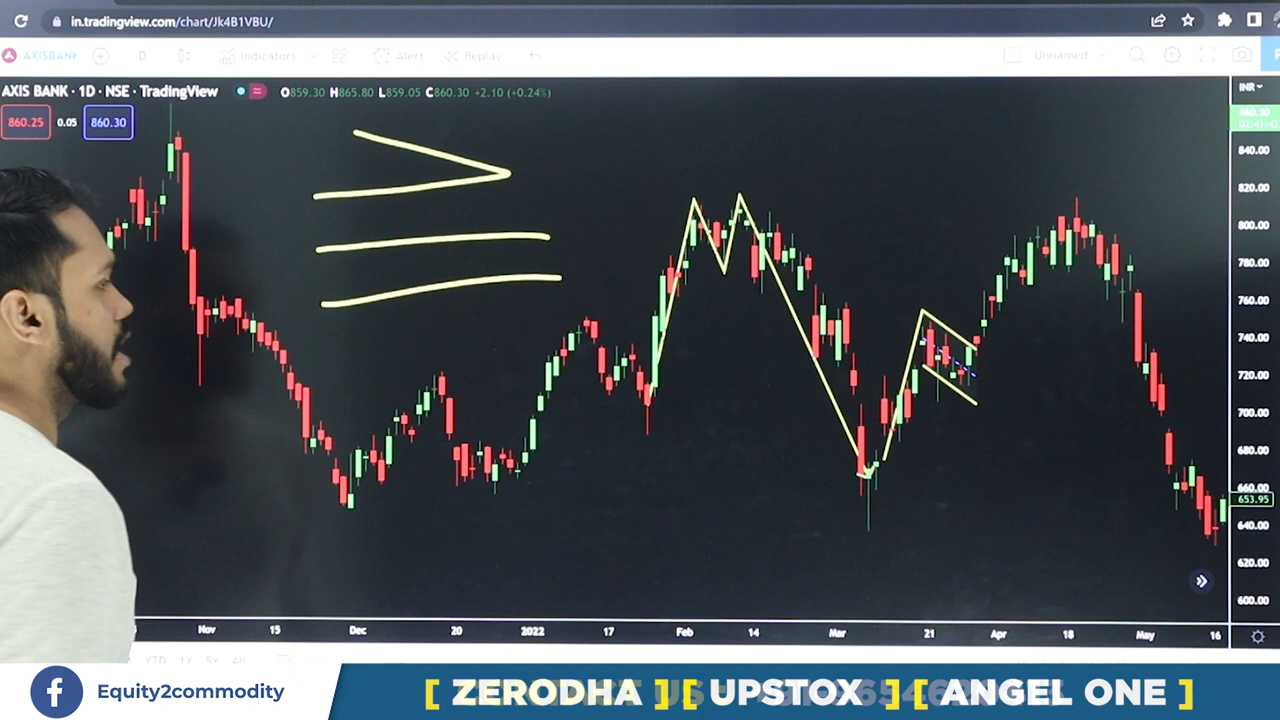 in.tradingview.com/chart/Jk4B1VBU/
AXISBANK D Indicators Alert Replay Unnamed
AXIS BANK · 1D · NSE · TradingView O859.30 H865.80 L859.05 C860.30 +2.10 (+0.24%) INR
860.25 0.05 860.30
860.30
02:41:42
840.00
820.00
800.00
780.00
760.00
740.00
720.00
700.00
680.00
660.00
653.95
640.00
620.00
600.00
Nov 15 Dec 20 2022 17 Feb 14 Mar 21 Apr 18 May 16
YTD 1Y 5Y All
Equity2commodity
[ ZERODHA ] [ UPSTOX ] [ ANGEL ONE ]